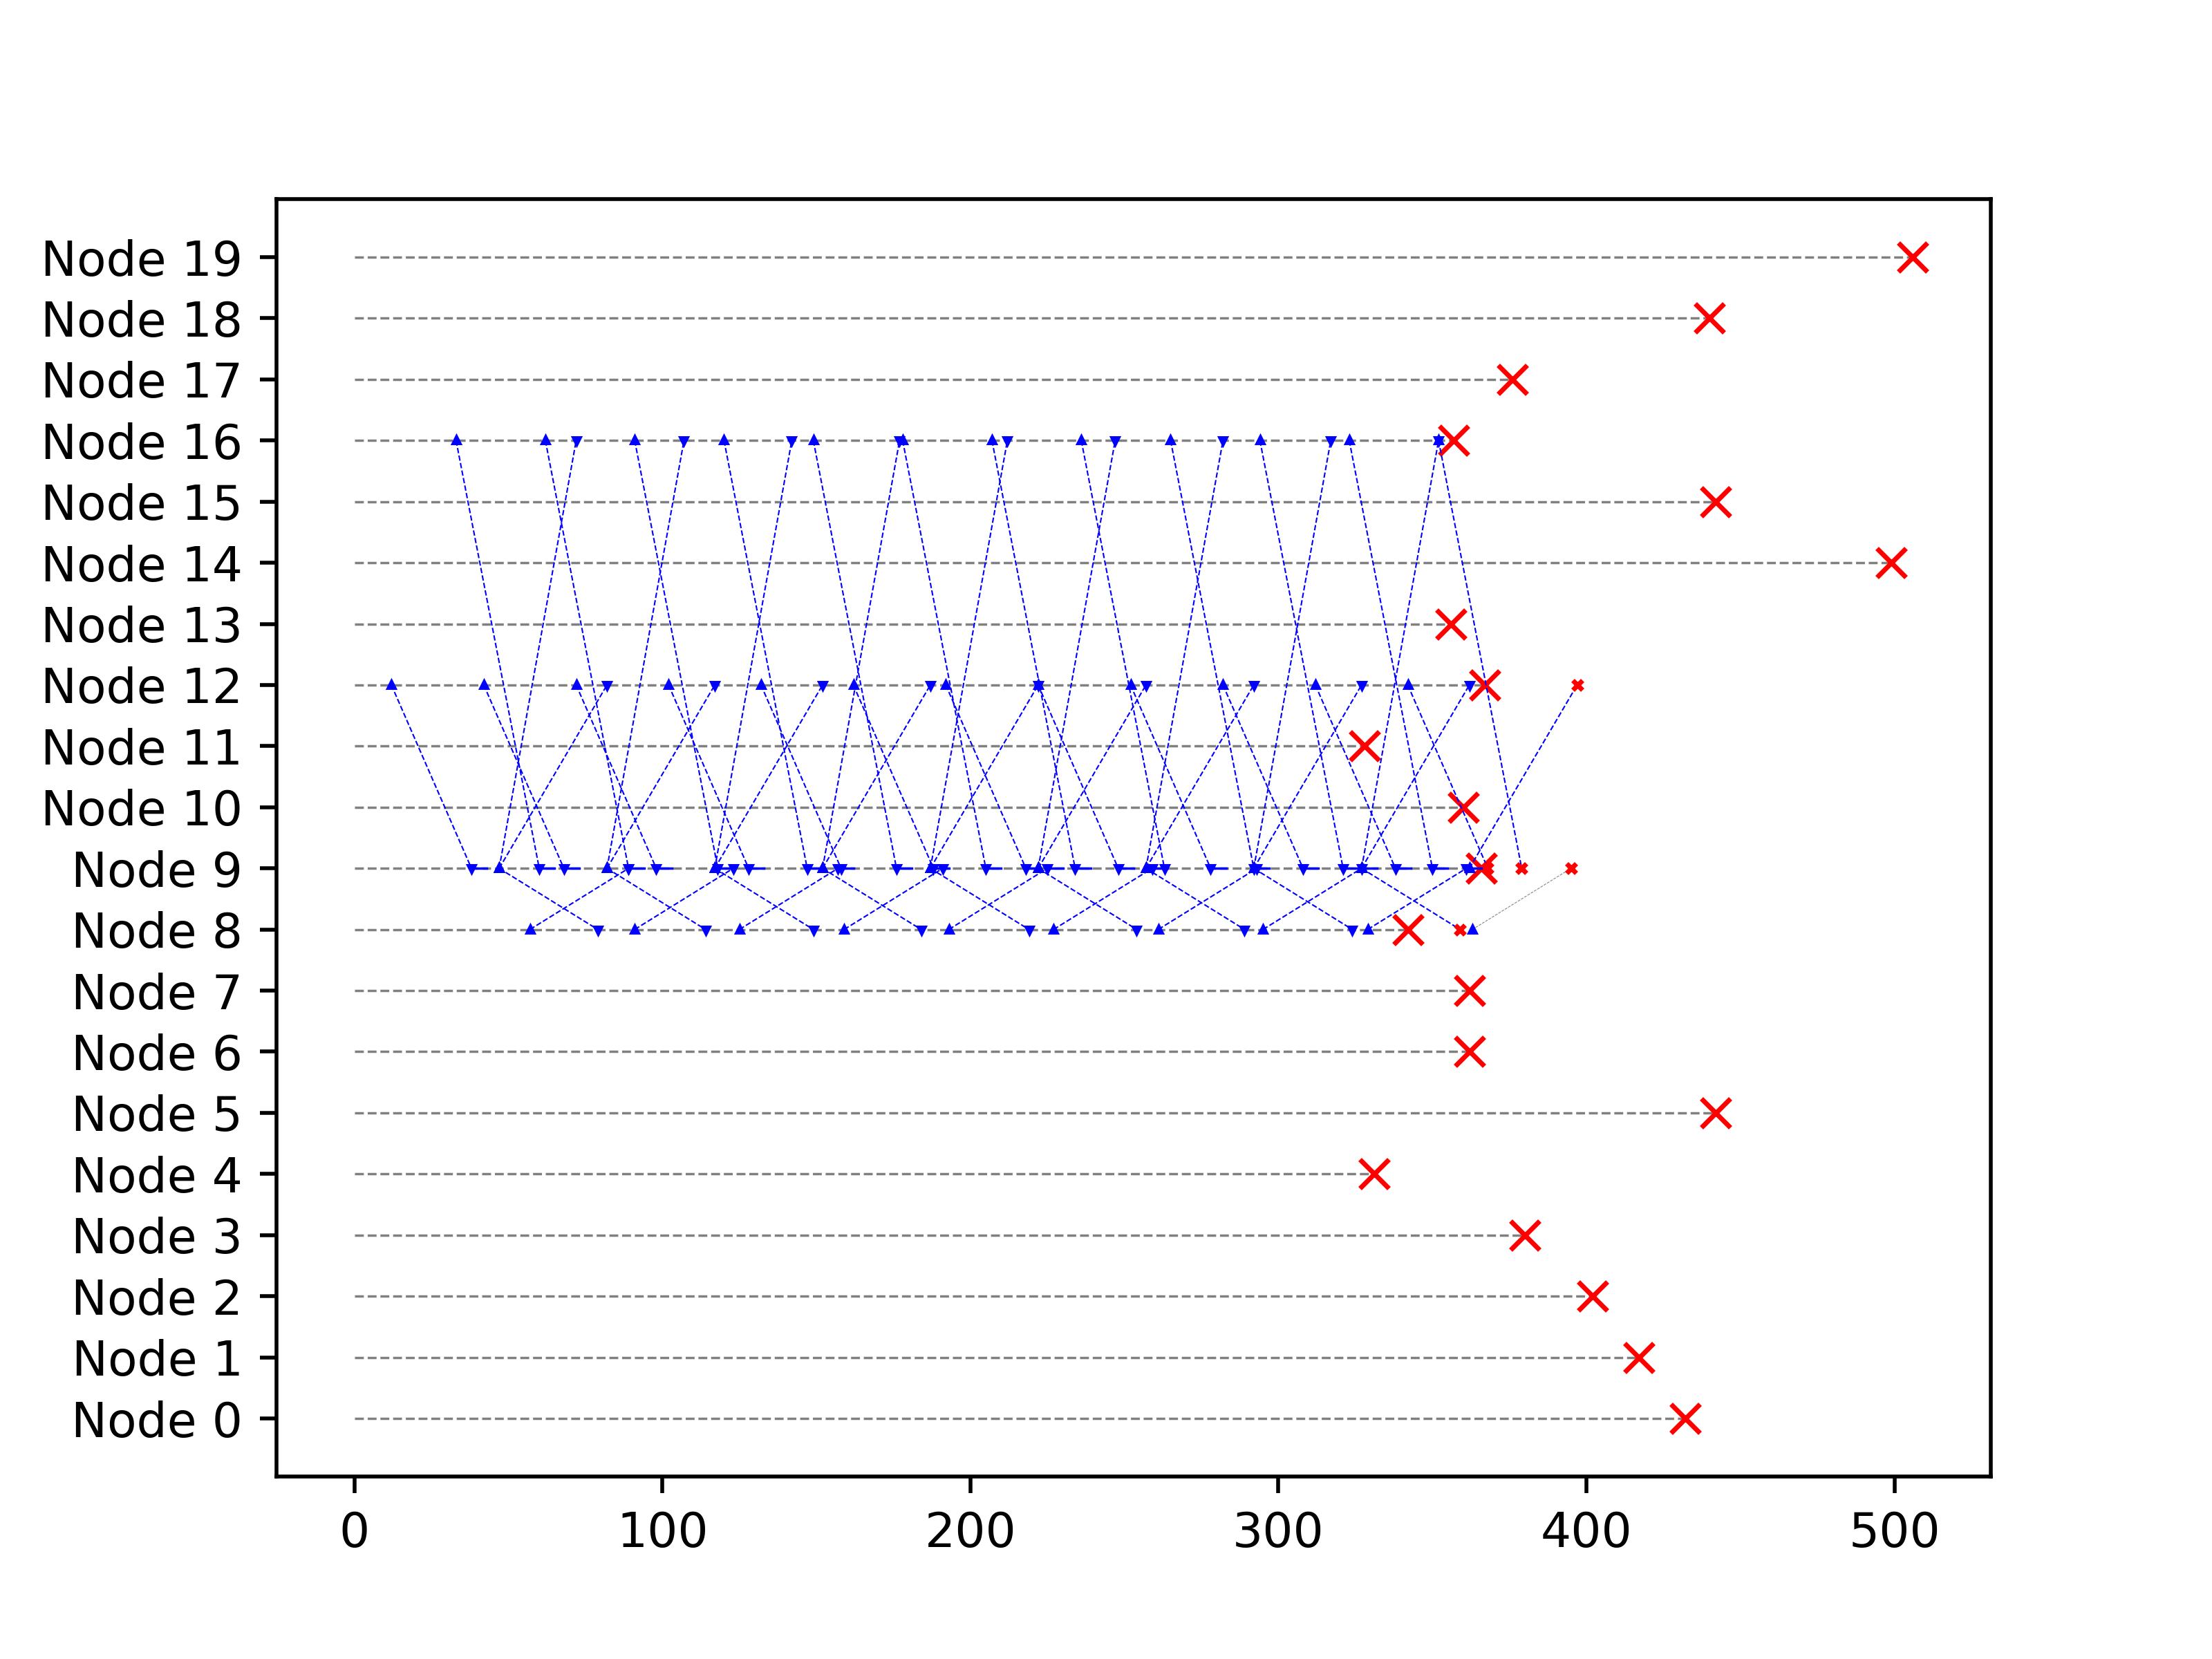 Node 19
Node 18
Node 17
Node 16
Node 15
Node 14
Node 13
Node 12
Node 11
Node 10
Node 9
Node 8
Node 7
Node 6
Node 5
Node 4
Node 3
Node 2
Node 1
Node 0
0 100 200 300 400 500